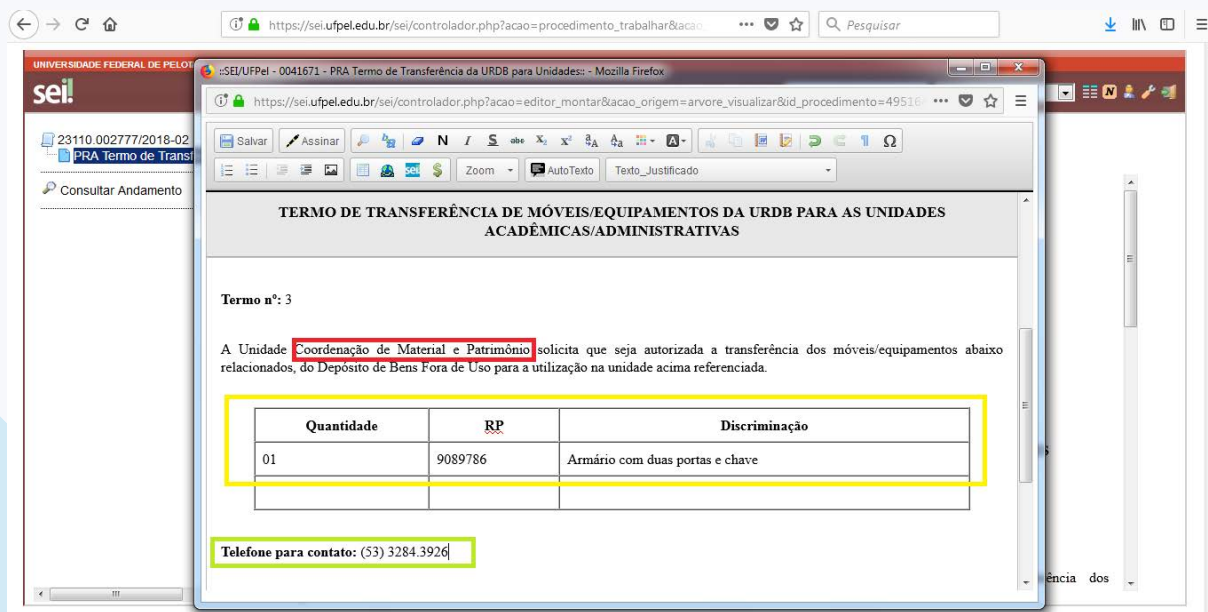 https://sei.ufpel.edu.br/sei/controlador.php?acao=procedimento_trabalhar&acao
Pesquisar
UNIVERSIDADE FEDERAL DE PELOT
sei!
23110.002777/2018-02
PRA Termo de Transf
Consultar Andamento
::SEI/UFPel - 0041671 - PRA Termo de Transferência da URDB para Unidades:: - Mozilla Firefox
https://sei.ufpel.edu.br/sei/controlador.php?acao=editor_montar&acao_origem=arvore_visualizar&id_procedimento=49516
Salvar Assinar N I S abc X₂ X² Ω
sei $ Zoom AutoTexto Texto_Justificado
TERMO DE TRANSFERÊNCIA DE MÓVEIS/EQUIPAMENTOS DA URDB PARA AS UNIDADES
ACADÊMICAS/ADMINISTRATIVAS
Termo nº: 3
A Unidade Coordenação de Material e Patrimônio solicita que seja autorizada a transferência dos móveis/equipamentos abaixo
relacionados, do Depósito de Bens Fora de Uso para a utilização na unidade acima referenciada.
Quantidade RP Discriminação
01 9089786 Armário com duas portas e chave
Telefone para contato: (53) 3284.3926
ência dos